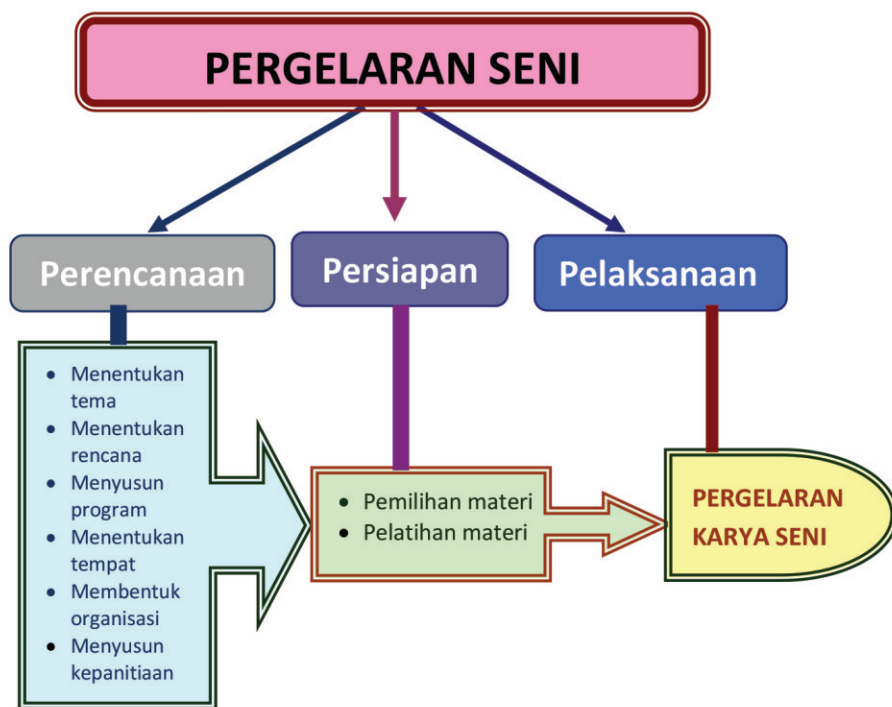 PERGELARAN SENI
Perencanaan
Persiapan
Pelaksanaan
• Menentukan
tema
• Menentukan
rencana
• Menyusun
program
• Menentukan
tempat
• Membentuk
organisasi
• Menyusun
kepanitiaan
• Pemilihan materi
• Pelatihan materi
PERGELARAN
KARYA SENI